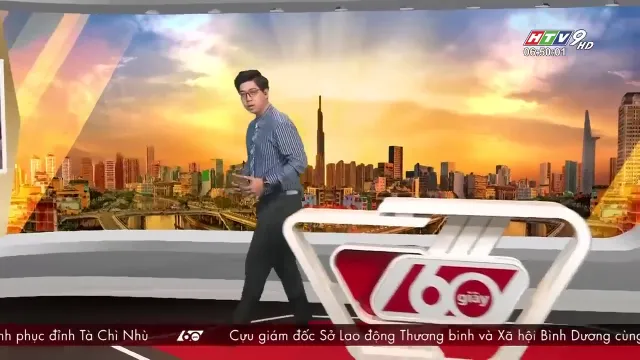 HTV9 HD
06:50:01
60 giây
nh phục đỉnh Tà Chì Nhù 60 Cựu giám đốc Sở Lao động Thương binh và Xã hội Bình Dương cùng